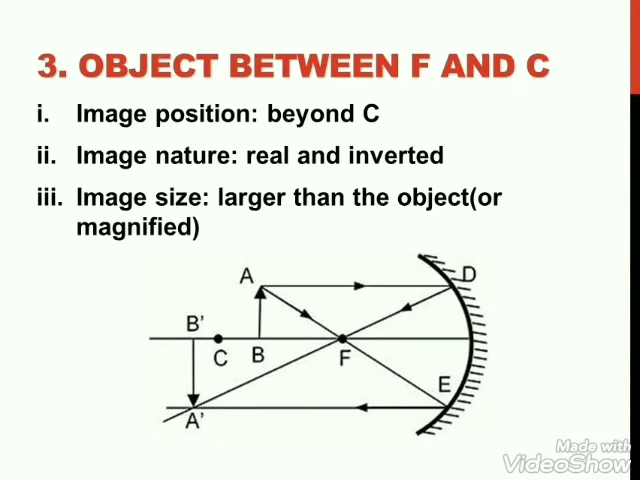 3. OBJECT BETWEEN F AND C
i. Image position: beyond C
ii. Image nature: real and inverted
iii. Image size: larger than the object(or
magnified)
A
D
B'
C
B
F
E
A'
Made with
VideoShow